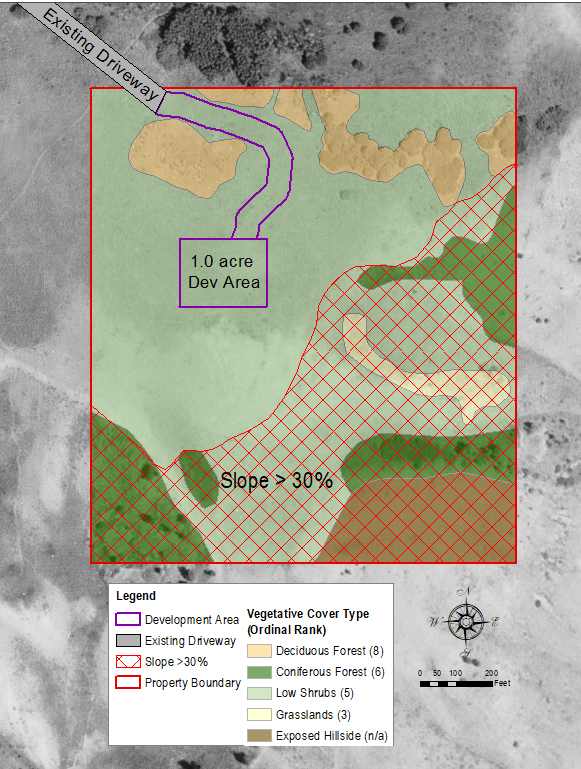 Existing Driveway
1.0 acre
Dev Area
Slope > 30%
Legend
Development Area
Existing Driveway
Slope >30%
Property Boundary
Vegetative Cover Type
(Ordinal Rank)
Deciduous Forest (8)
Coniferous Forest (6)
Low Shrubs (5)
Grasslands (3)
Exposed Hillside (n/a)
N
W
E
S
0 50 100 200
Feet